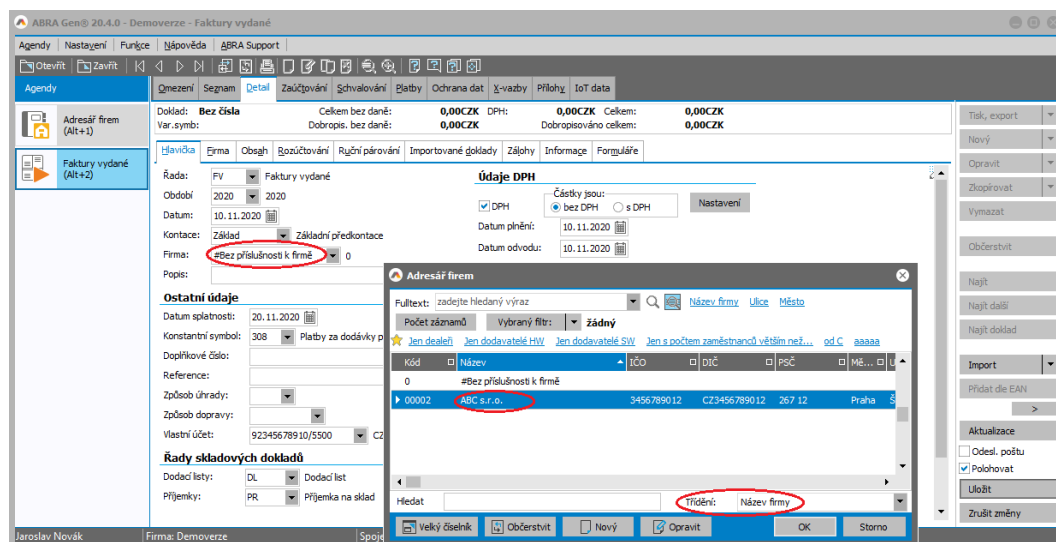 ABRA Gen® 20.4.0 - Demoverze - Faktury vydané
Agendy Nastavení Funkce Nápověda ABRA Support
Otevřít Zavřít
Agendy
Omezení Seznam Detail Zaúčtování Schvalování Platby Ochrana dat X-vazby Přílohy IoT data
Adresář firem
(Alt+1)
Faktury vydané
(Alt+2)
Doklad: Bez čísla Celkem bez daně: 0,00CZK DPH: 0,00CZK Celkem: 0,00CZK
Var.symb: Dobropis. bez daně: 0,00CZK Dobropisováno celkem: 0,00CZK
Hlavička Firma Obsah Rozúčtování Ruční párování Importované doklady Zálohy Informace Formuláře
Řada: FV Faktury vydané
Období 2020 2020
Datum: 10.11.2020
Kontace: Základ Základní předkontace
Firma: #Bez příslušnosti k firmě 0
Popis:
Údaje DPH
DPH
Částky jsou:
bez DPH s DPH
Nastavení
Datum plnění: 10.11.2020
Datum odvodu: 10.11.2020
Ostatní údaje
Datum splatnosti: 20.11.2020
Konstantní symbol: 308 Platby za dodávky p
Doplňkové číslo:
Reference:
Způsob úhrady:
Způsob dopravy:
Vlastní účet: 92345678910/5500 CZ
Řady skladových dokladů
Dodací listy: DL Dodací list
Příjemky: PR Příjemka na sklad
Adresář firem
Fulltext: zadejte hledaný výraz Název firmy Ulice Město
Počet záznamů Vybraný filtr: žádný
Jen dealeři Jen dodavatelé HW Jen dodavatelé SW Jen s počtem zaměstnanců větším než... od C aaaaa
Kód Název IČO DIČ PSČ Mě... U
0 #Bez příslušnosti k firmě
00002 ABC s.r.o. 3456789012 CZ3456789012 267 12 Praha Š
Hledat Třídění: Název firmy
Velký číselník Občerstvit Nový Opravit OK Storno
Tisk, export
Nový
Opravit
Zkopírovat
Vymazat
Občerstvit
Najít
Najít další
Najít doklad
Import
Přidat dle EAN
>
Aktualizace
Odesl. poštu
Polohovat
Uložit
Zrušit změny
Jaroslav Novák Firma: Demoverze Spoje